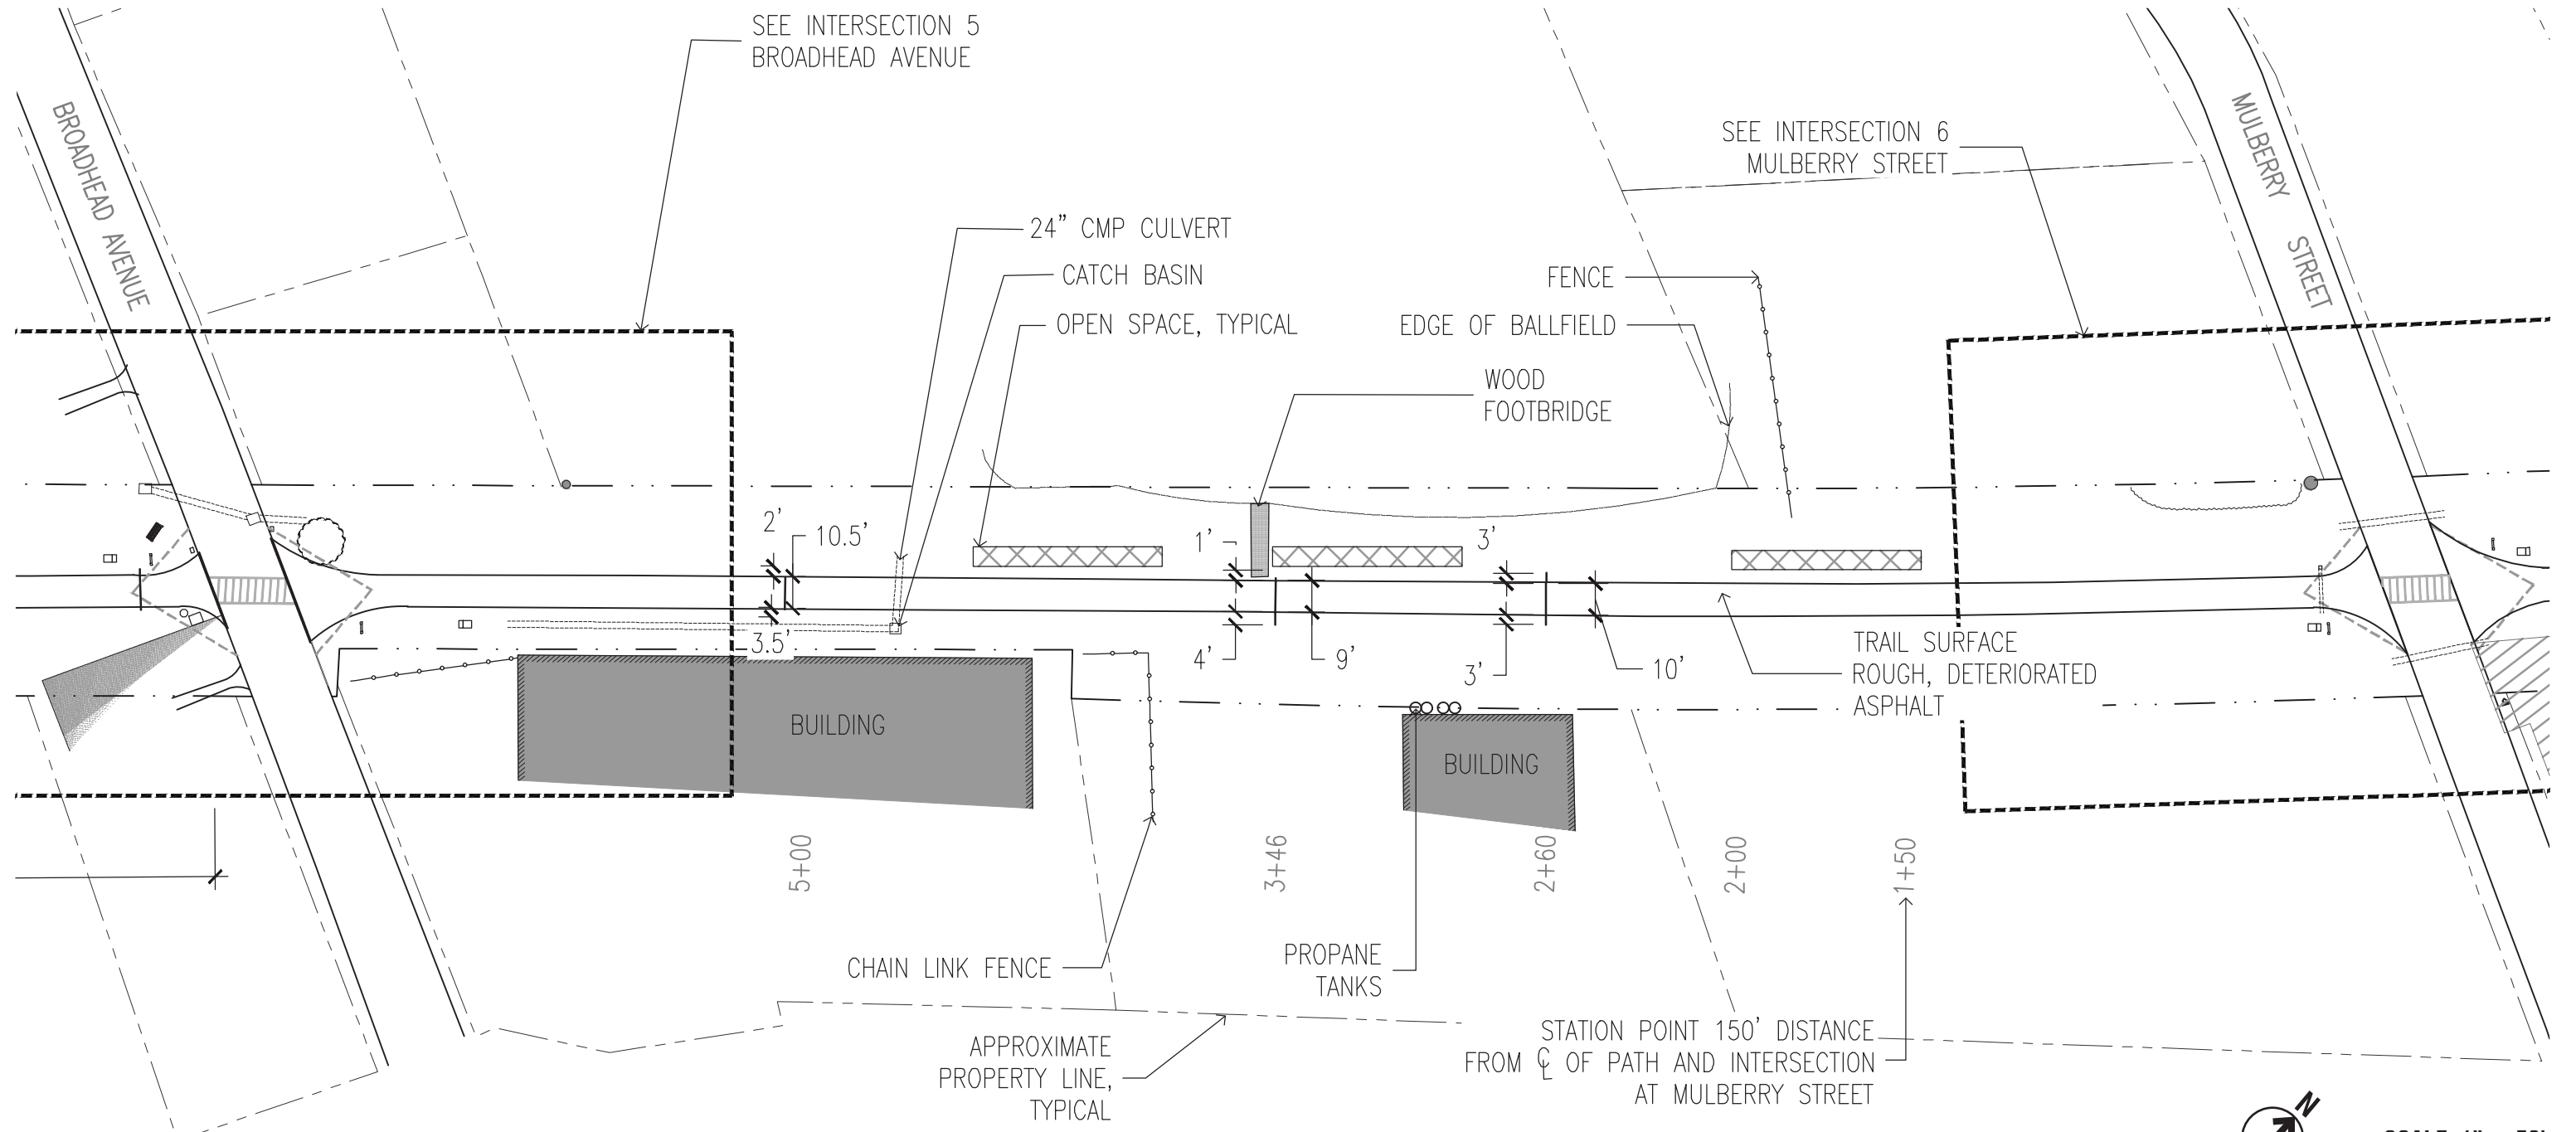 SEE INTERSECTION 5
BROADHEAD AVENUE
BROADHEAD AVENUE
SEE INTERSECTION 6
MULBERRY STREET
MULBERRY STREET
24” CMP CULVERT
CATCH BASIN
OPEN SPACE, TYPICAL
FENCE
EDGE OF BALLFIELD
WOOD
FOOTBRIDGE
2’
10.5’
3.5’
1’
4’
9’
3’
3’
10’
TRAIL SURFACE
ROUGH, DETERIORATED
ASPHALT
BUILDING
BUILDING
5+00
3+46
2+60
2+00
1+50
CHAIN LINK FENCE
PROPANE
TANKS
APPROXIMATE
PROPERTY LINE,
TYPICAL
STATION POINT 150’ DISTANCE
FROM ℄ OF PATH AND INTERSECTION
AT MULBERRY STREET
N